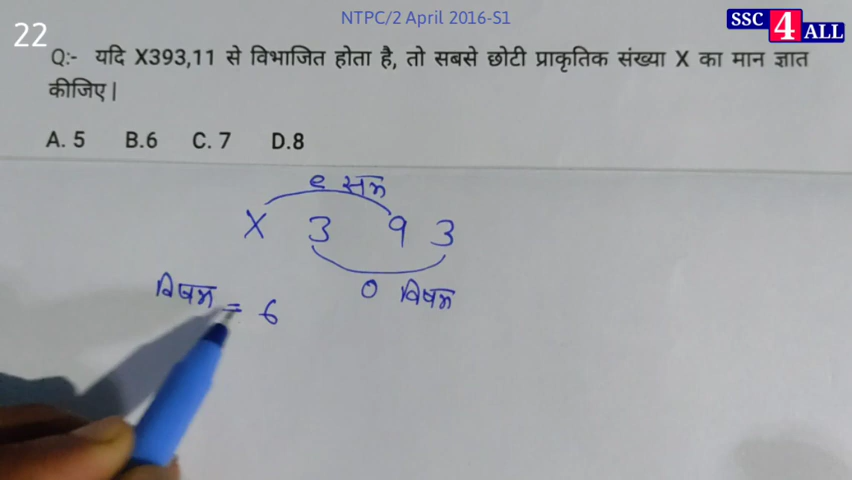 NTPC/2 April 2016-S1
SSC 4 ALL
22
Q:- यदि X393,11 से विभाजित होता है, तो सबसे छोटी प्राकृतिक संख्या X का मान ज्ञात
कीजिए|
A. 5 B.6 C. 7 D.8
e सम
X 3 9 3
0 विषम
विषम = 6